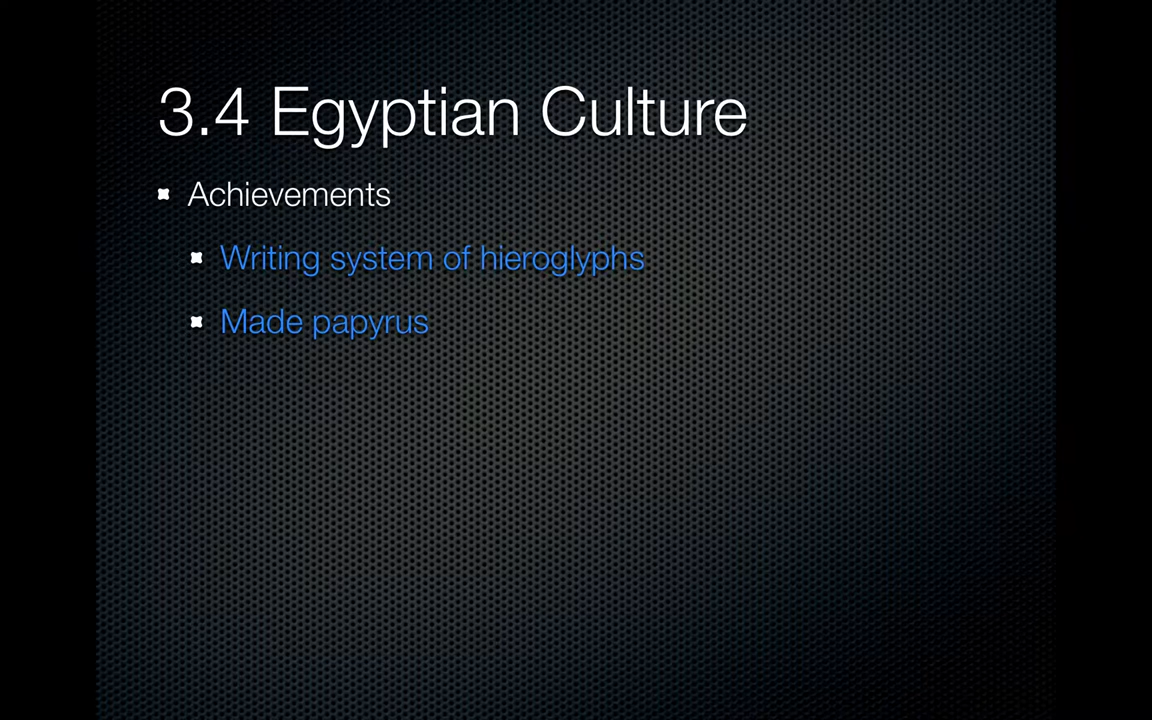 3.4 Egyptian Culture
Achievements
Writing system of hieroglyphs
Made papyrus